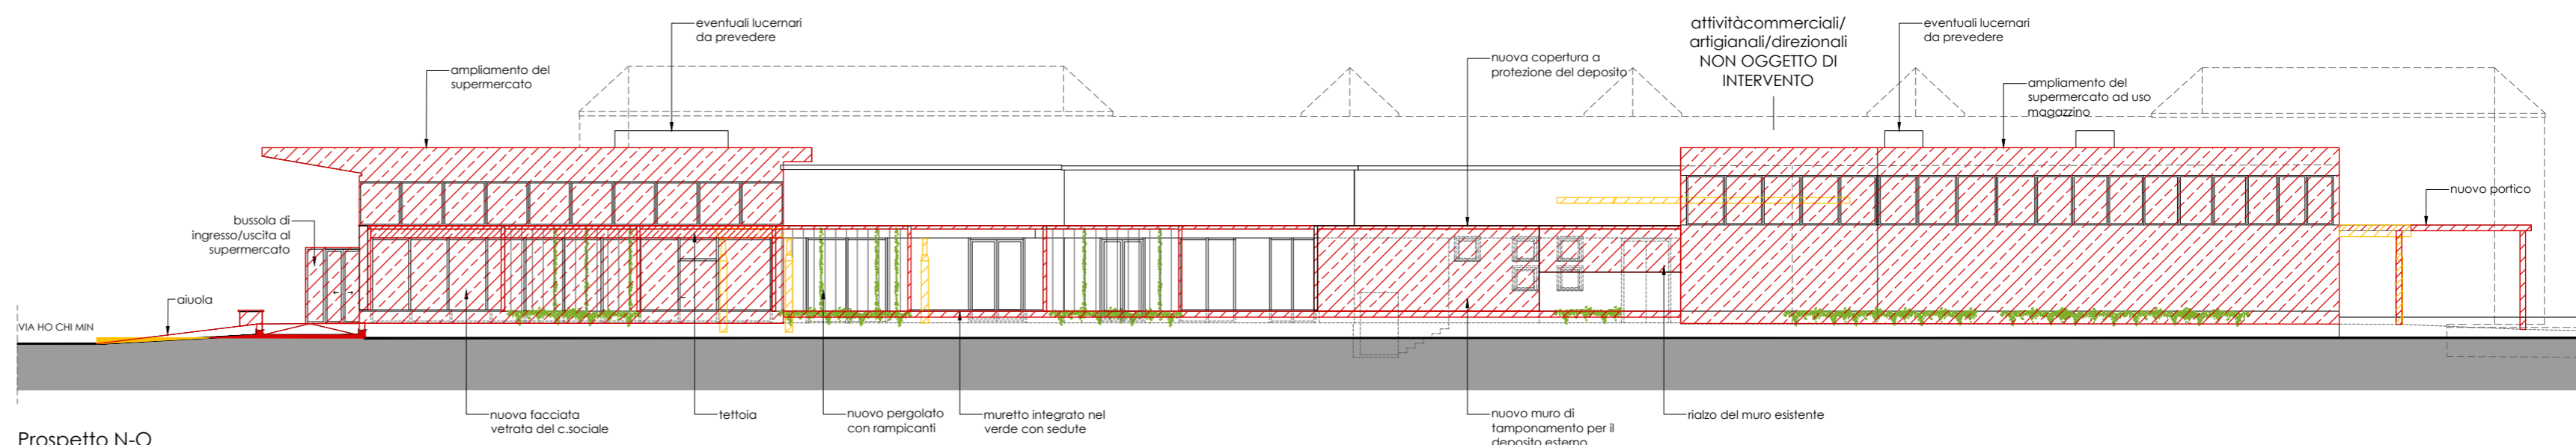 eventuali lucernari
da prevedere
attivitàcommerciali/
artigianali/direzionali
NON OGGETTO DI
INTERVENTO
eventuali lucernari
da prevedere
ampliamento del
supermercato
nuova copertura a
protezione del deposito
ampliamento del
supermercato ad uso
magazzino
nuovo portico
bussola di
ingresso/uscita al
supermercato
aiuola
VIA HO CHI MIN
nuova facciata
vetrata del c.sociale
tettoia
nuovo pergolato
con rampicanti
muretto integrato nel
verde con sedute
nuovo muro di
tamponamento per il
deposito esterno
rialzo del muro esistente
Prospetto N-O